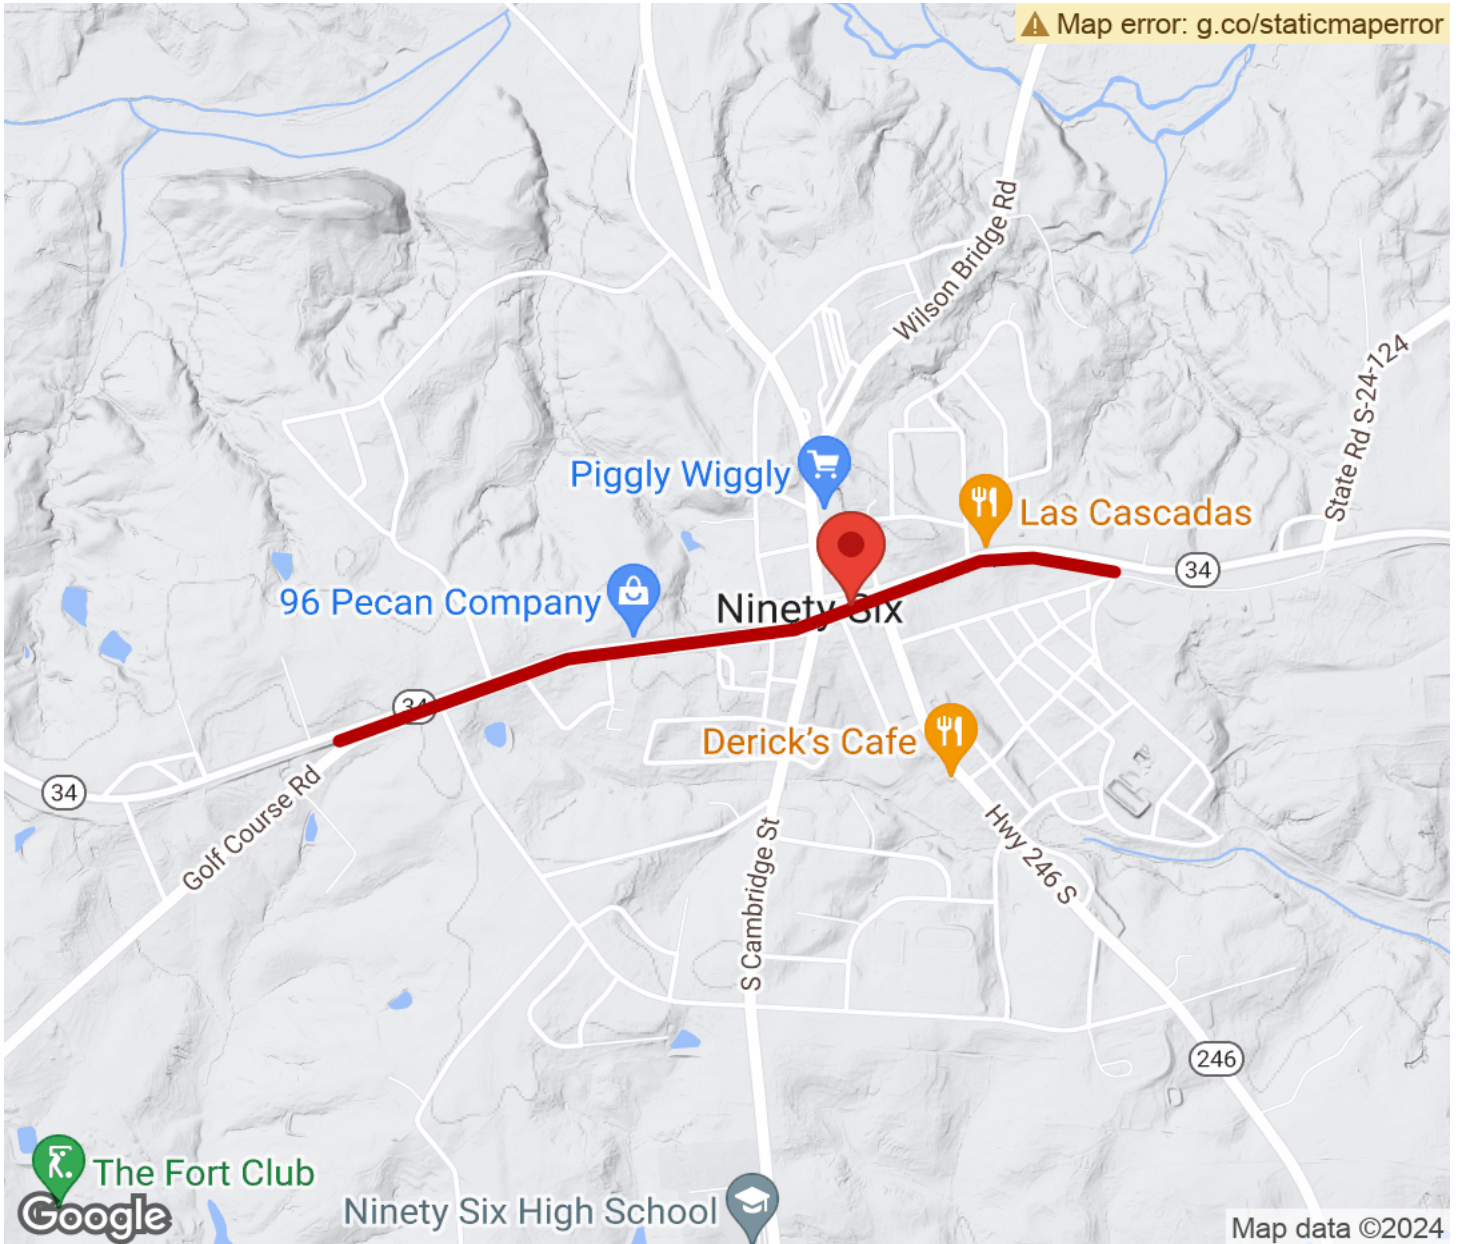 Map error: g.co/staticmaperror
Wilson Bridge Rd
State Rd S-24-124
Piggly Wiggly
Las Cascadas
34
96 Pecan Company
Ninety Six
34
Derick's Cafe
34
Golf Course Rd
Hwy 246 S
S Cambridge St
246
The Fort Club
Ninety Six High School
Google
Map data ©2024